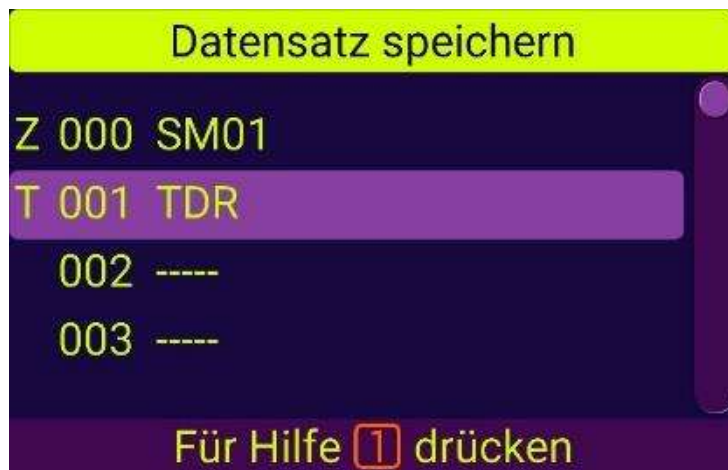 Datensatz speichern
Z 000 SM01
T 001 TDR
002 -----
003 -----
Für Hilfe 1 drücken